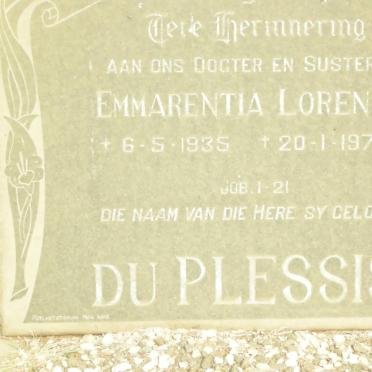 Tere Herinnering
AAN ONS DOGTER EN SUSTER
EMMARENTIA LOREN
* 6-5-1935 † 20-1-197
JOB.1-21
DIE NAAM VAN DIE HERE SY GELO
DU PLESSIS